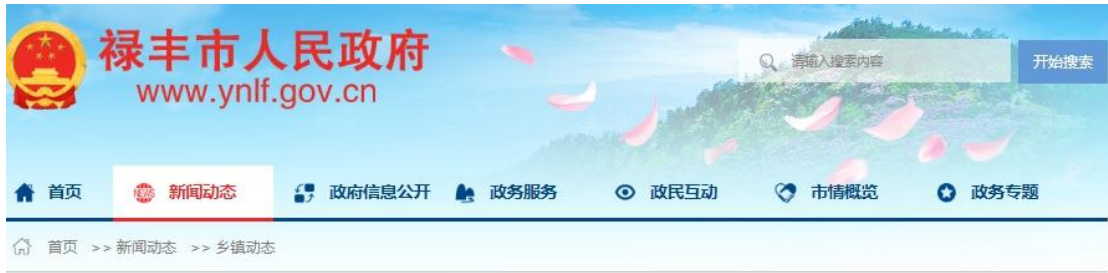 禄丰市人民政府
www.ynlf.gov.cn
请输入搜索内容 开始搜索
首页 NEWS 新闻动态 政府信息公开 政务服务 政民互动 市情概览 政务专题
首页 >> 新闻动态 >> 乡镇动态